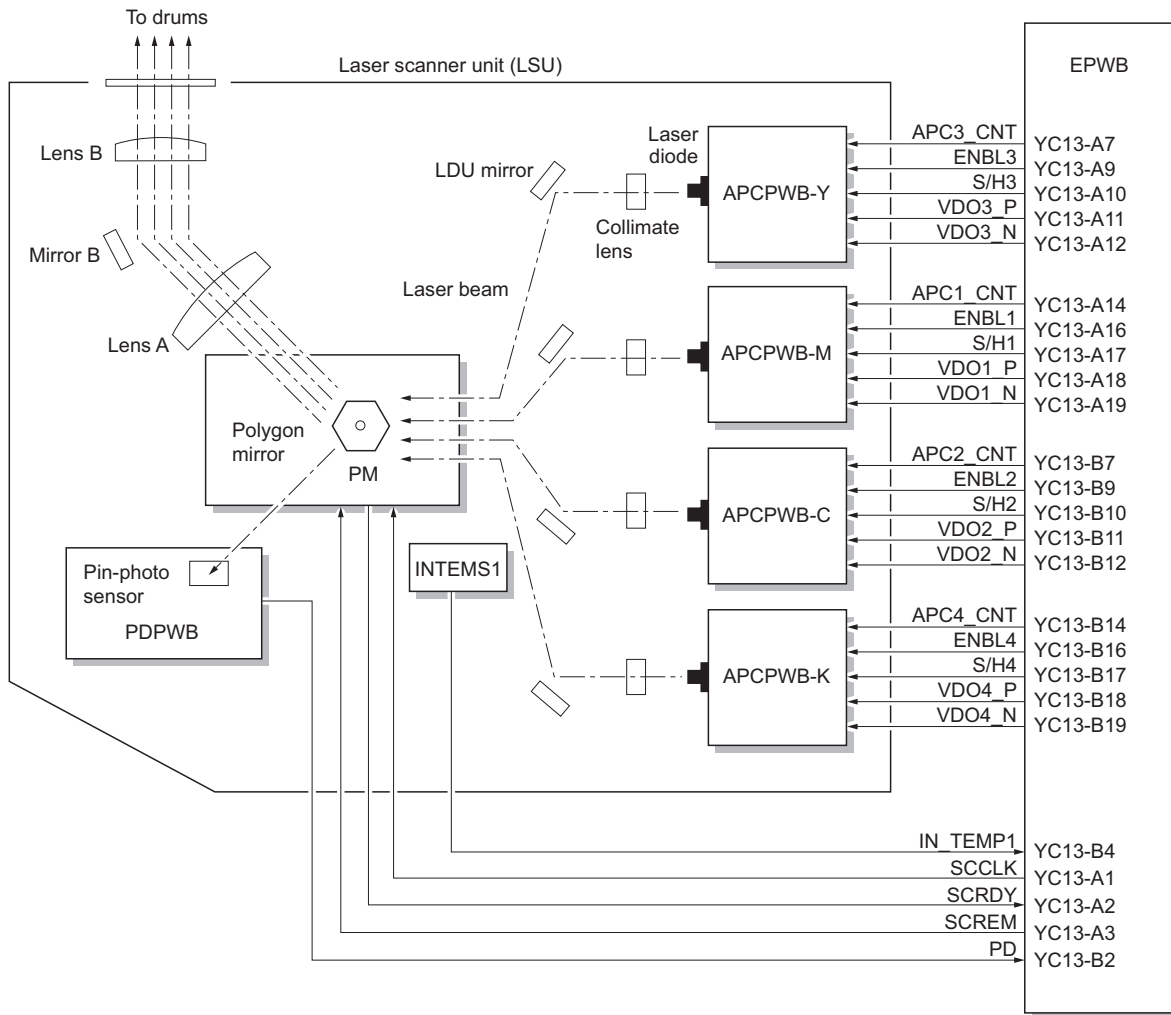 To drums
Laser scanner unit (LSU)
EPWB
Lens B
Mirror B
Lens A
LDU mirror
Laser
diode
Collimate
lens
Laser beam
APCPWB-Y
APC3_CNT
YC13-A7
ENBL3
YC13-A9
S/H3
YC13-A10
VDO3_P
YC13-A11
VDO3_N
YC13-A12
APCPWB-M
APC1_CNT
YC13-A14
ENBL1
YC13-A16
S/H1
YC13-A17
VDO1_P
YC13-A18
VDO1_N
YC13-A19
Polygon
mirror
PM
APCPWB-C
APC2_CNT
YC13-B7
ENBL2
YC13-B9
S/H2
YC13-B10
VDO2_P
YC13-B11
VDO2_N
YC13-B12
Pin-photo
sensor
PDPWB
INTEMS1
APCPWB-K
APC4_CNT
YC13-B14
ENBL4
YC13-B16
S/H4
YC13-B17
VDO4_P
YC13-B18
VDO4_N
YC13-B19
IN_TEMP1
YC13-B4
SCCLK
YC13-A1
SCRDY
YC13-A2
SCREM
YC13-A3
PD
YC13-B2